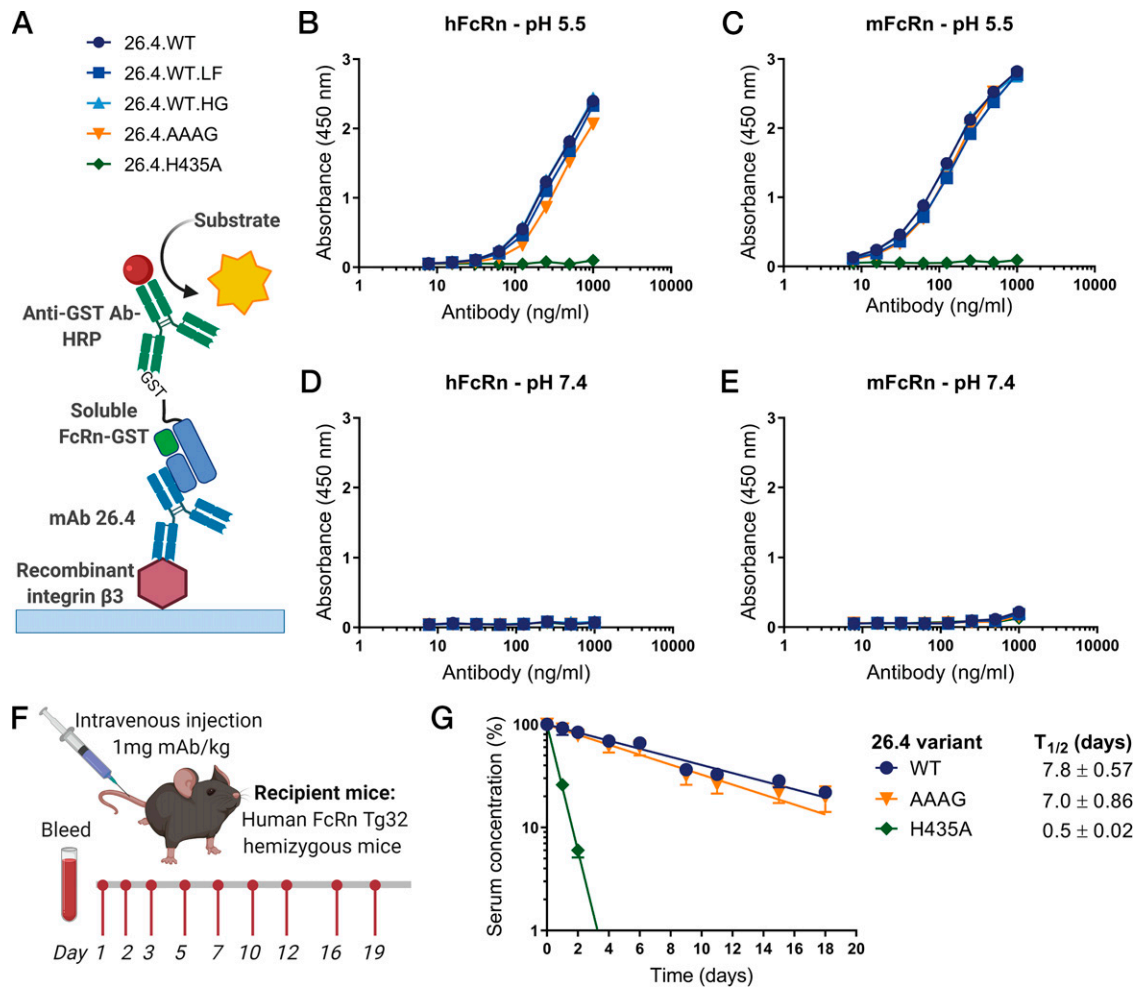 A
26.4.WT
26.4.WT.LF
26.4.WT.HG
26.4.AAAG
26.4.H435A
Substrate
Anti-GST Ab-
HRP
GST
Soluble
FcRn-GST
mAb 26.4
Recombinant
integrin β3
B
hFcRn - pH 5.5
Absorbance (450 nm)
3
2
1
0
1 10 100 1000 10000
Antibody (ng/ml)
C
mFcRn - pH 5.5
Absorbance (450 nm)
3
2
1
0
1 10 100 1000 10000
Antibody (ng/ml)
D
hFcRn - pH 7.4
Absorbance (450 nm)
3
2
1
0
1 10 100 1000 10000
Antibody (ng/ml)
E
mFcRn - pH 7.4
Absorbance (450 nm)
3
2
1
0
1 10 100 1000 10000
Antibody (ng/ml)
F
Intravenous injection
1mg mAb/kg
Bleed
Recipient mice:
Human FcRn Tg32
hemizygous mice
Day 1 2 3 5 7 10 12 16 19
G
Serum concentration (%)
100
10
1
0 2 4 6 8 10 12 14 16 18 20
Time (days)
26.4 variant T1/2 (days)
WT 7.8 ± 0.57
AAAG 7.0 ± 0.86
H435A 0.5 ± 0.02